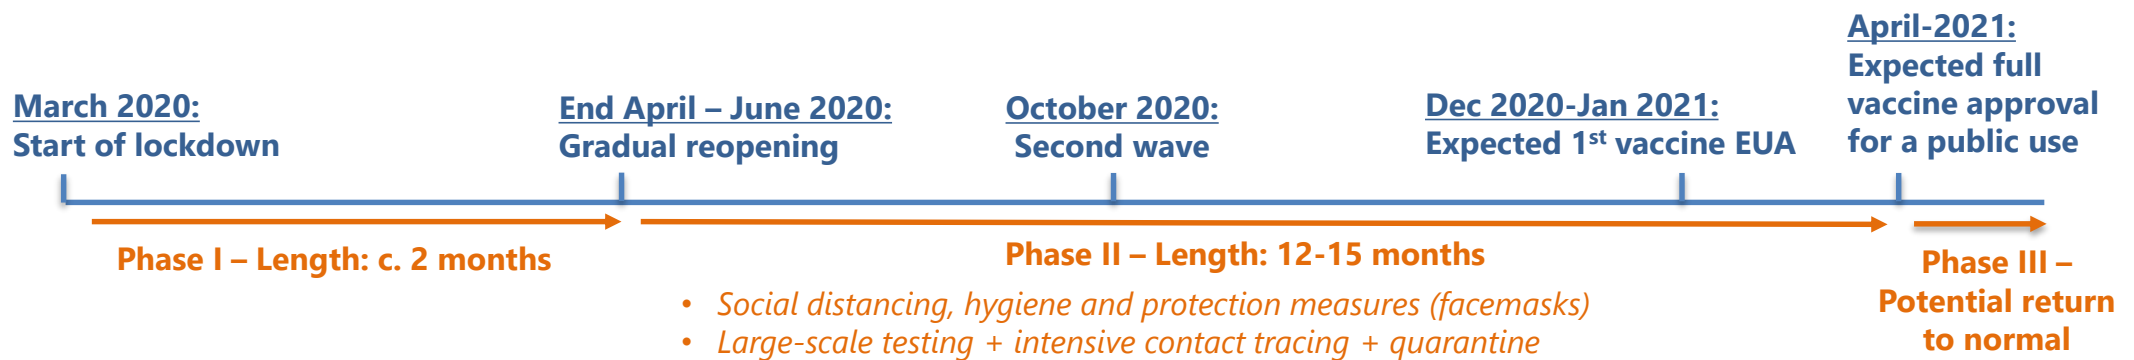 March 2020:
Start of lockdown
End April – June 2020:
Gradual reopening
October 2020:
Second wave
Dec 2020-Jan 2021:
Expected 1st vaccine EUA
April-2021:
Expected full
vaccine approval
for a public use
Phase I – Length: c. 2 months
Phase II – Length: 12-15 months
• Social distancing, hygiene and protection measures (facemasks)
• Large-scale testing + intensive contact tracing + quarantine
Phase III –
Potential return
to normal